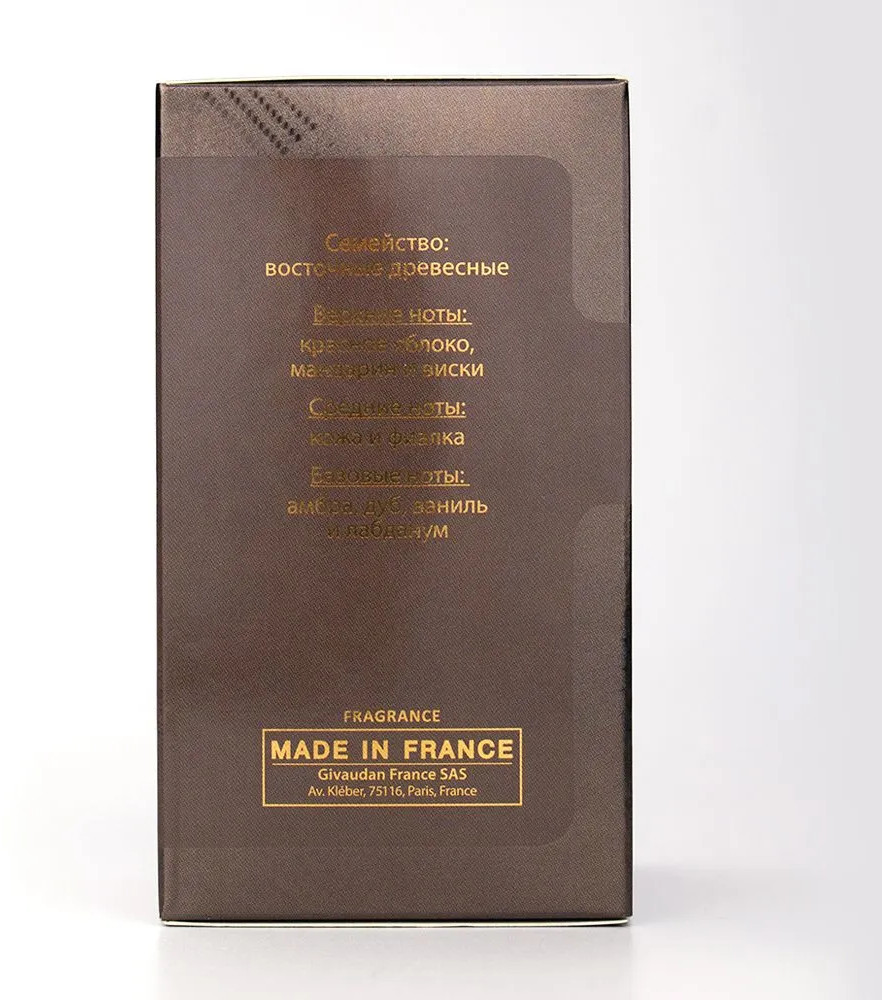 Семейство:
восточные древесные
Верхние ноты:
красное яблоко,
мандарин и виски
Средние ноты:
кожа и фиалка
Базовые ноты:
амбра, дуб, ваниль
и лабданум
FRAGRANCE
MADE IN FRANCE
Givaudan France SAS
Av. Kléber, 75116, Paris, France